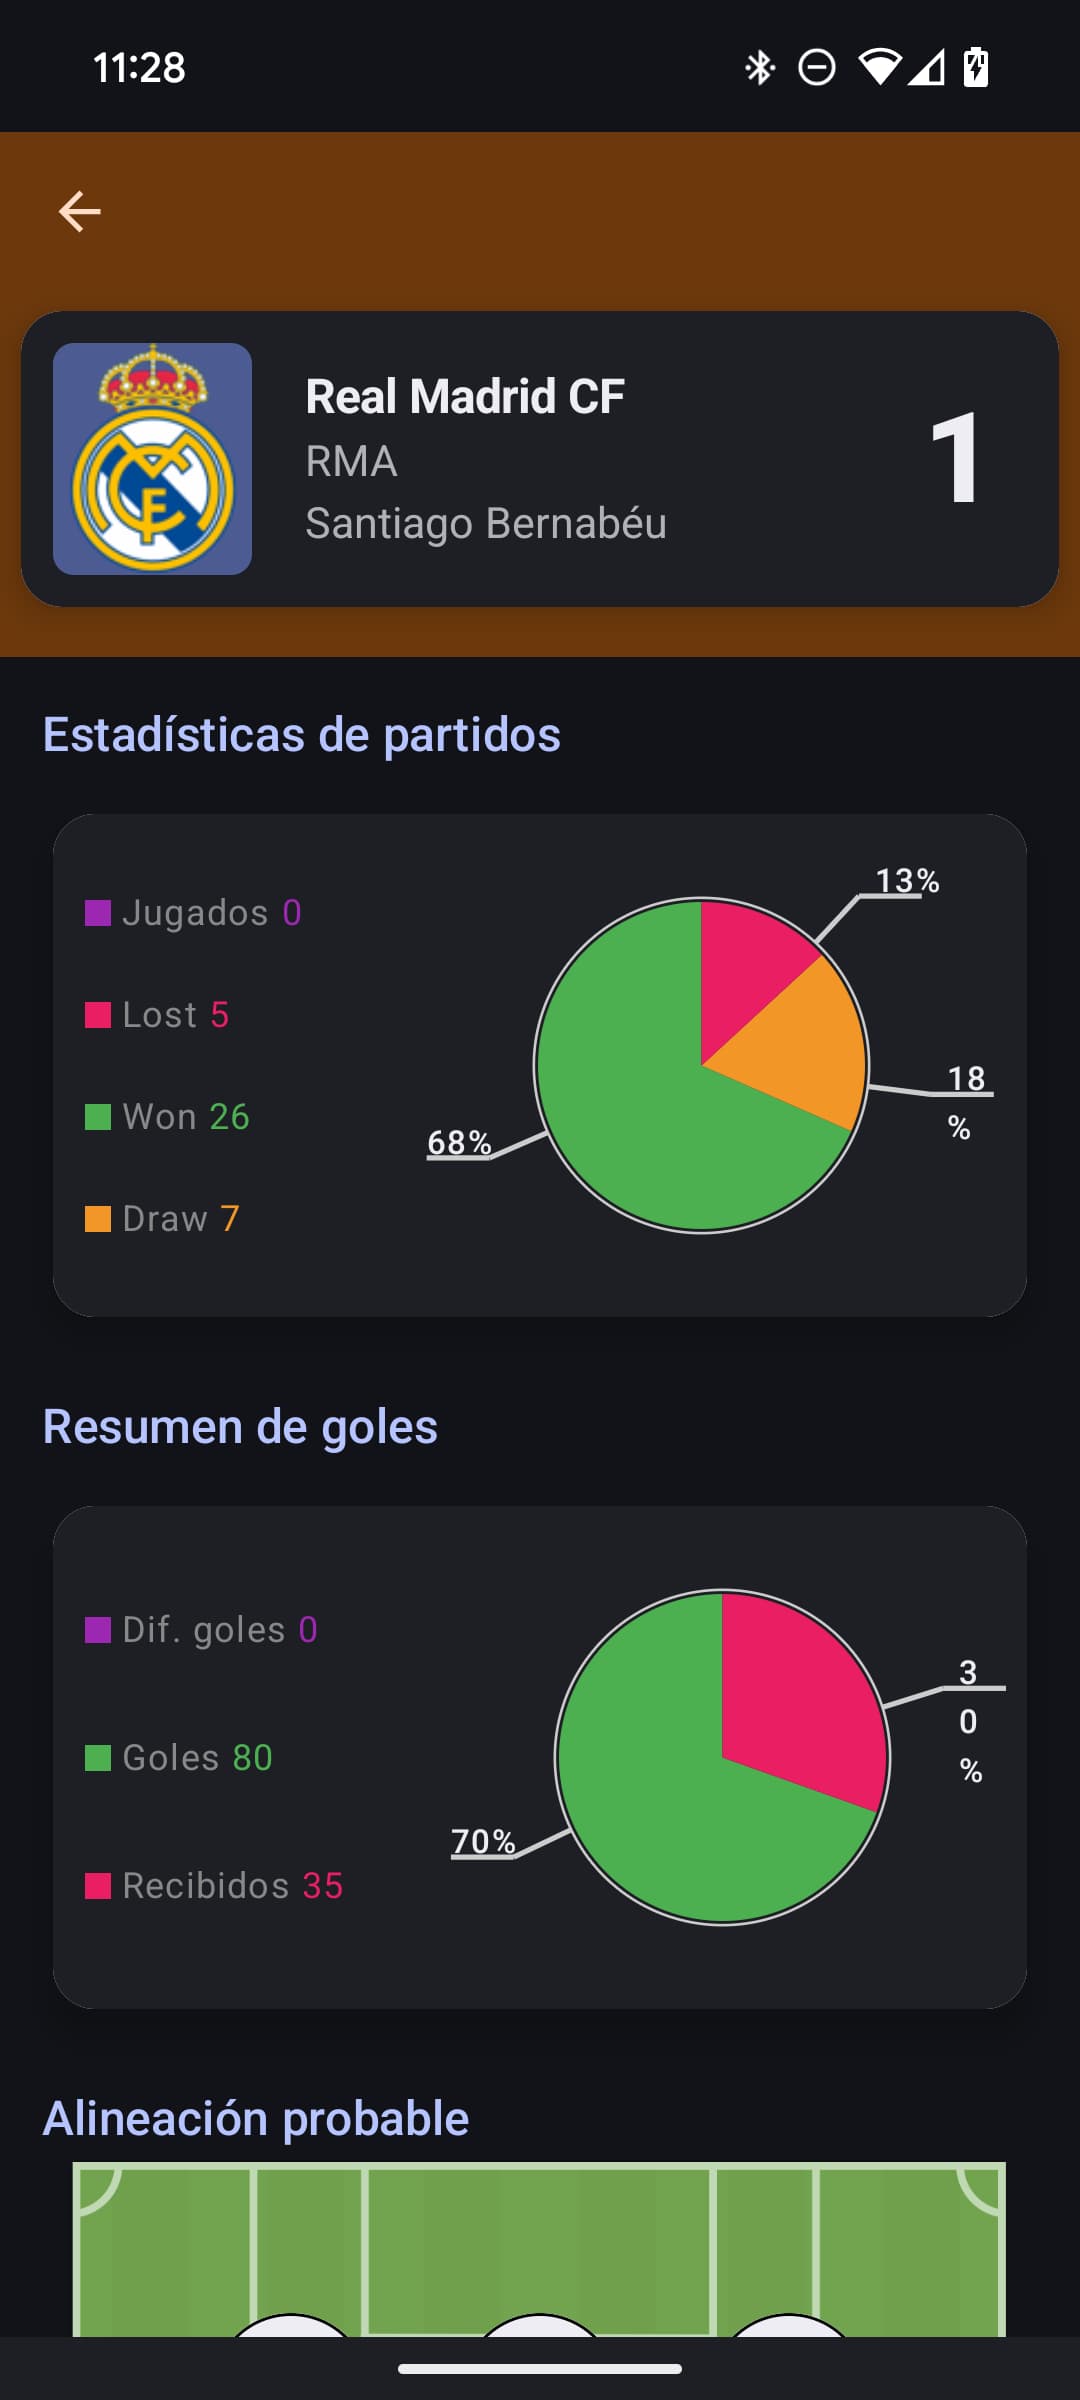 11:28
Real Madrid CF
RMA
Santiago Bernabéu
1
Estadísticas de partidos
Jugados 0
Lost 5
Won 26
Draw 7
13%
18
%
68%
Resumen de goles
Dif. goles 0
Goles 80
Recibidos 35
3
0
%
70%
Alineación probable